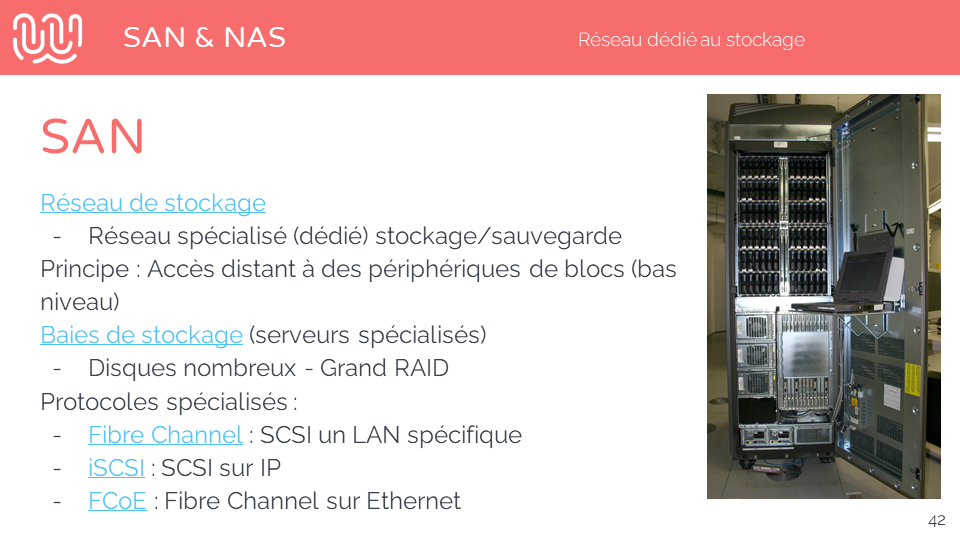 SAN & NAS
Réseau dédié au stockage
SAN
Réseau de stockage
- Réseau spécialisé (dédié) stockage/sauvegarde
Principe : Accès distant à des périphériques de blocs (bas
niveau)
Baies de stockage (serveurs spécialisés)
- Disques nombreux - Grand RAID
Protocoles spécialisés :
- Fibre Channel : SCSI un LAN spécifique
- iSCSI : SCSI sur IP
- FCoE : Fibre Channel sur Ethernet
42